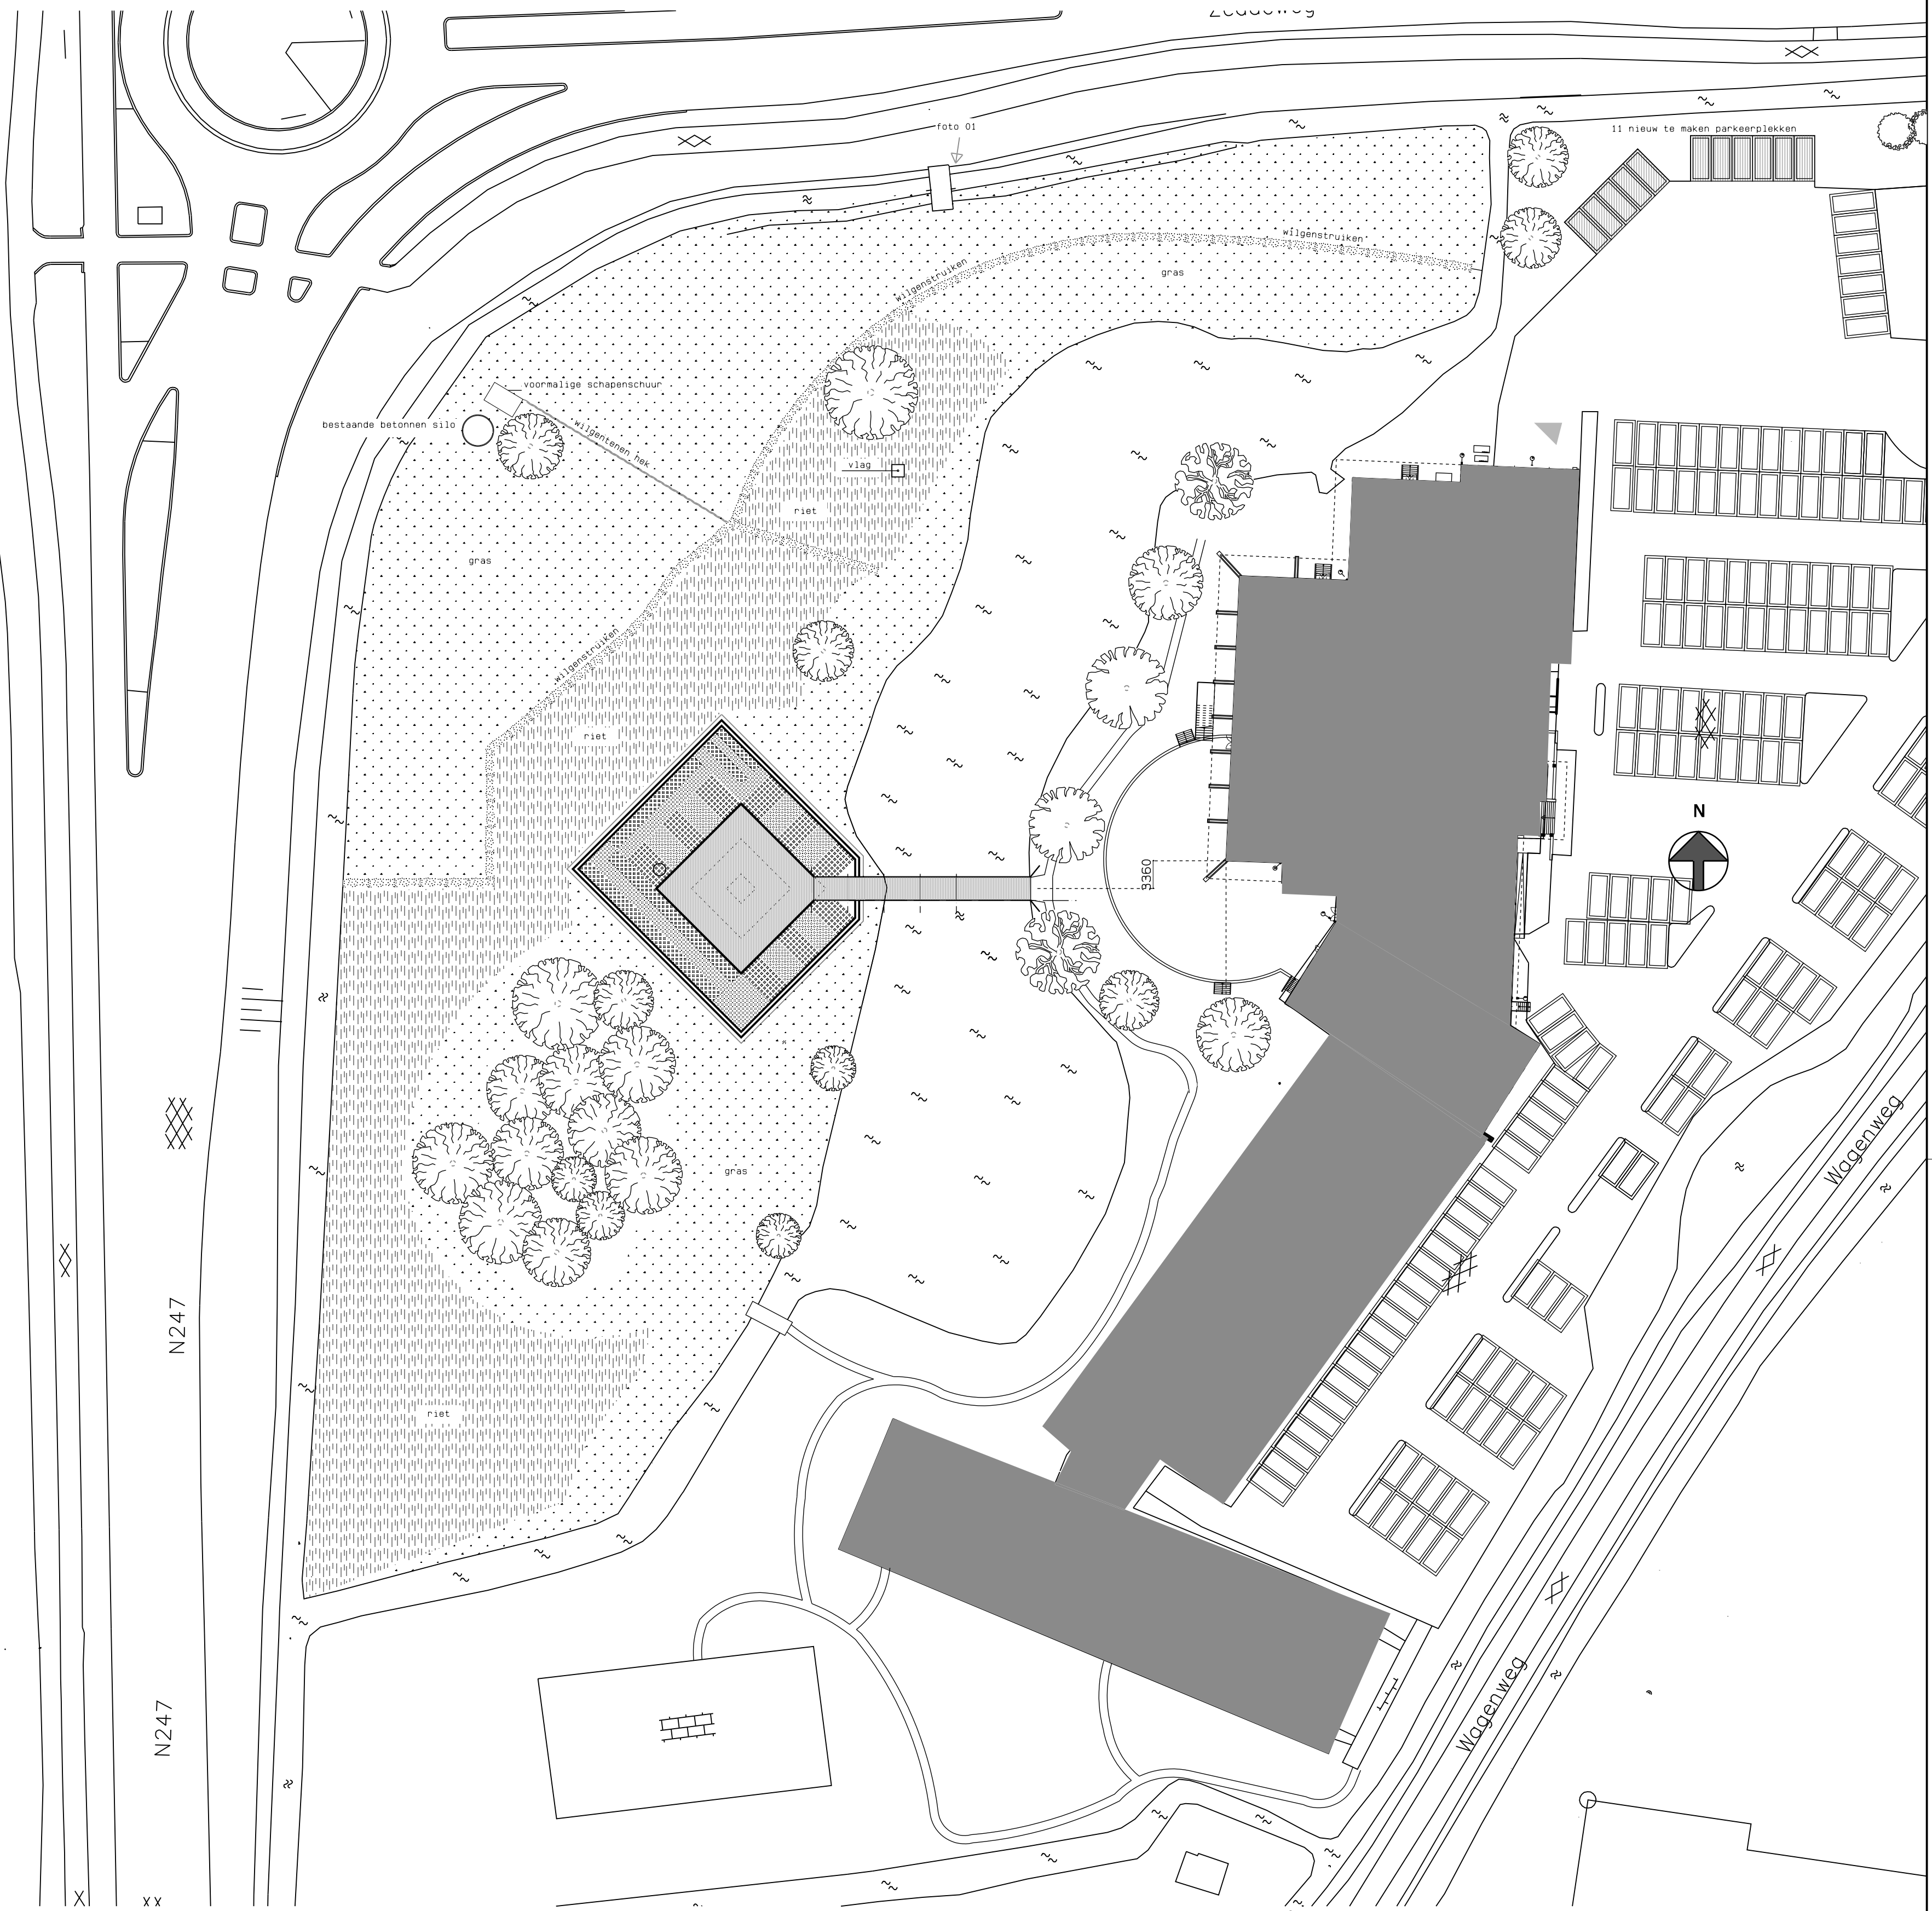 Zeddeweg
foto 01
11 nieuw te maken parkeerplekken
wilgenstruiken
wilgenstruiken
gras
voormalige schapenschuur
bestaande betonnen silo
wilgentenen hek
vlag
riet
gras
wilgenstruiken
riet
N
3360
Wagenweg
gras
N247
riet
Wagenweg
N247